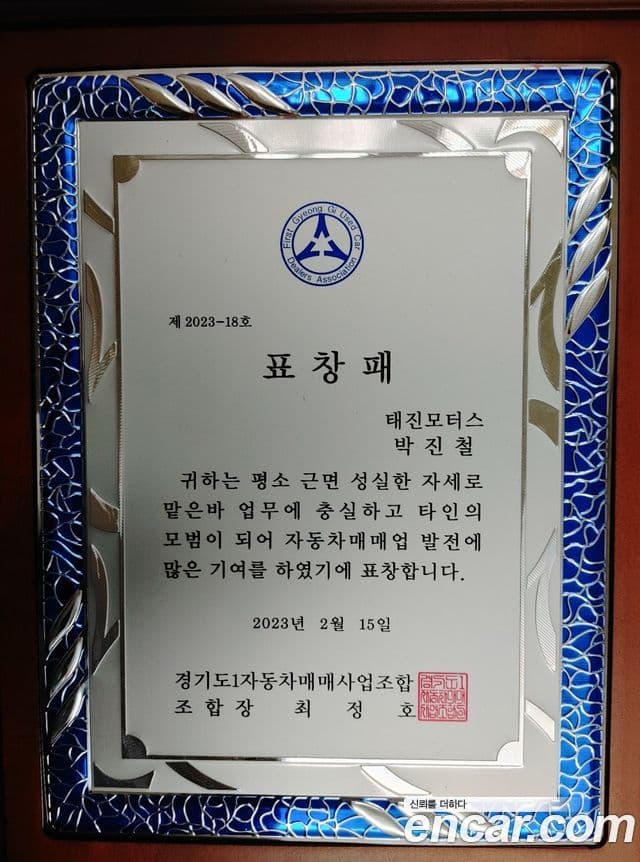 First Gyeong Gi Used Car
Dealers Association
제 2023-18호
표창패
태진모터스
박진철
귀하는 평소 근면 성실한 자세로
맡은바 업무에 충실하고 타인의
모범이 되어 자동차매매업 발전에
많은 기여를 하였기에 표창합니다.
2023년 2월 15일
경기도1자동차매매사업조합
조합장 최정호
신뢰를 더하다
encar.com